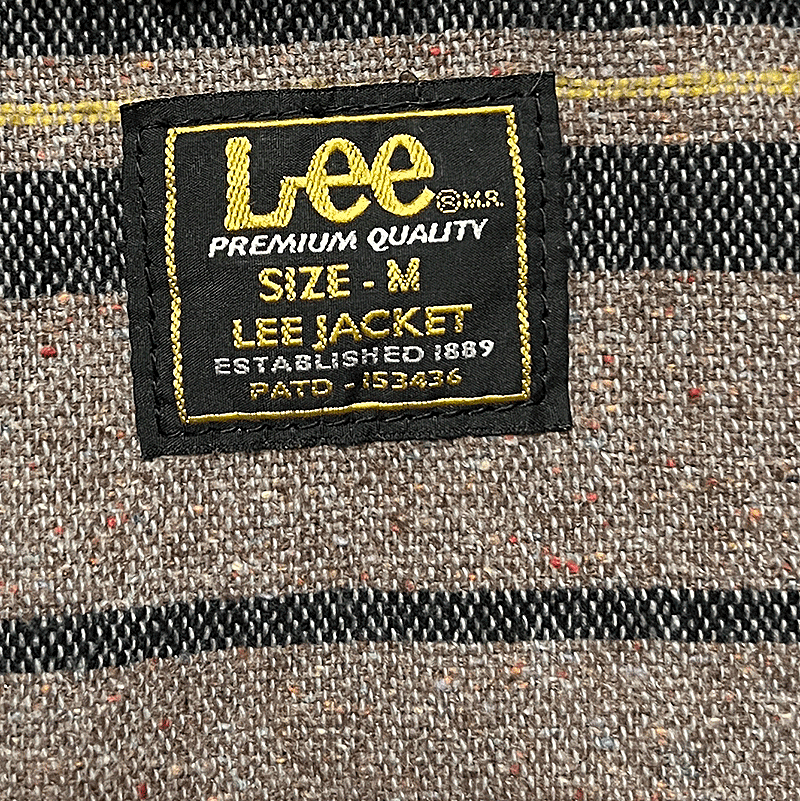 Lee ® M.R.
PREMIUM QUALITY
SIZE - M
LEE JACKET
ESTABLISHED 1889
PATD - 153436